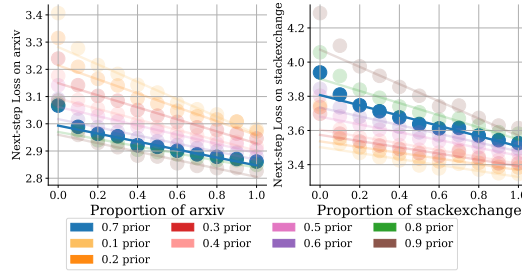 Next-step Loss on arxiv
3.4
3.3
3.2
3.1
3.0
2.9
2.8
0.0 0.2 0.4 0.6 0.8 1.0
Proportion of arxiv
Next-step Loss on stackexchange
4.2
4.0
3.8
3.6
3.4
0.0 0.2 0.4 0.6 0.8 1.0
Proportion of stackexchange
0.7 prior 0.3 prior 0.5 prior 0.8 prior
0.1 prior 0.4 prior 0.6 prior 0.9 prior
0.2 prior